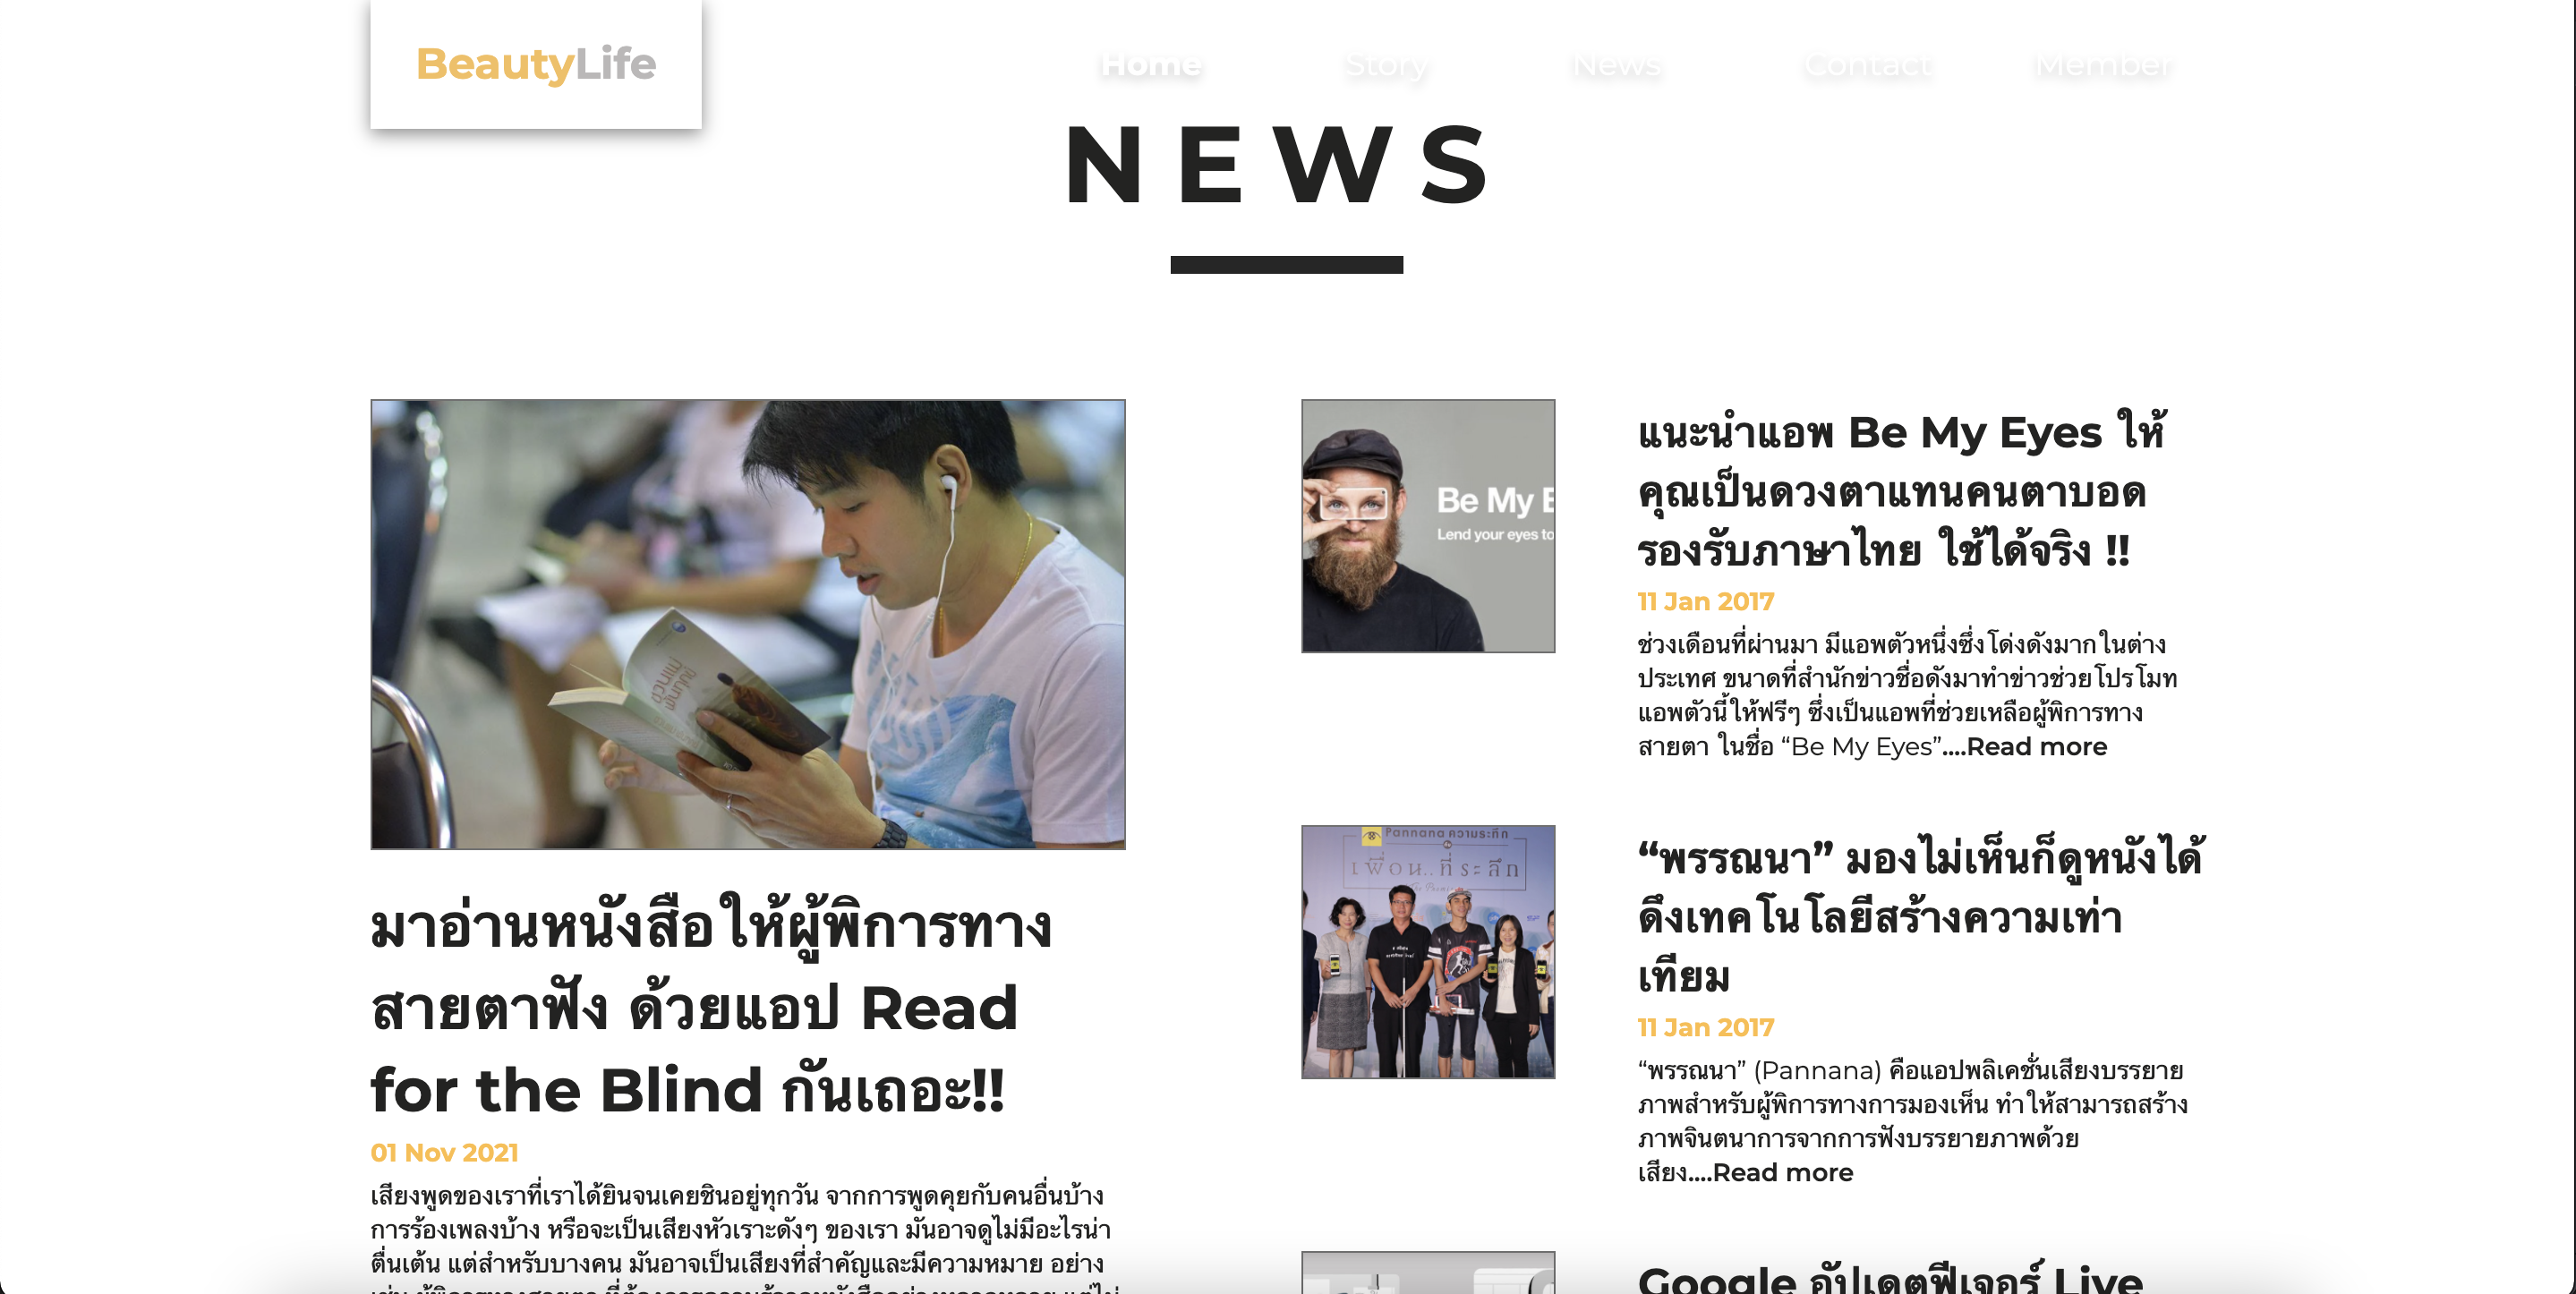 BeautyLife
Home Story News Contact Member
NEWS
มาอ่านหนังสือให้ผู้พิการทาง
สายตาฟัง ด้วยแอป Read
for the Blind กันเถอะ!!
01 Nov 2021
เสียงพูดของเราที่เราได้ยินจนเคยชินอยู่ทุกวัน จากการพูดคุยกับคนอื่นบ้าง
การร้องเพลงบ้าง หรือจะเป็นเสียงหัวเราะดังๆ ของเรา มันอาจดูไม่มีอะไรน่า
ตื่นเต้น แต่สำหรับบางคน มันอาจเป็นเสียงที่สำคัญและมีความหมาย อย่าง
Be My E
Lend your eyes to
แนะนำแอพ Be My Eyes ให้
คุณเป็นดวงตาแทนคนตาบอด
รองรับภาษาไทย ใช้ได้จริง !!
11 Jan 2017
ช่วงเดือนที่ผ่านมา มีแอพตัวหนึ่งซึ่งโด่งดังมากในต่าง
ประเทศ ขนาดที่สำนักข่าวชื่อดังมาทำข่าวช่วยโปรโมท
แอพตัวนี้ให้ฟรีๆ ซึ่งเป็นแอพที่ช่วยเหลือผู้พิการทาง
สายตา ในชื่อ “Be My Eyes”....Read more
Pannana ความระทึก
เพื่อน..ที่ระลึก
“พรรณนา” มองไม่เห็นก็ดูหนังได้
ดึงเทคโนโลยีสร้างความเท่า
เทียม
11 Jan 2017
“พรรณนา” (Pannana) คือแอปพลิเคชั่นเสียงบรรยาย
ภาพสำหรับผู้พิการทางการมองเห็น ทำให้สามารถสร้าง
ภาพจินตนาการจากการฟังบรรยายภาพด้วย
เสียง....Read more
Google อัปเดตฟีเจอร์ Live